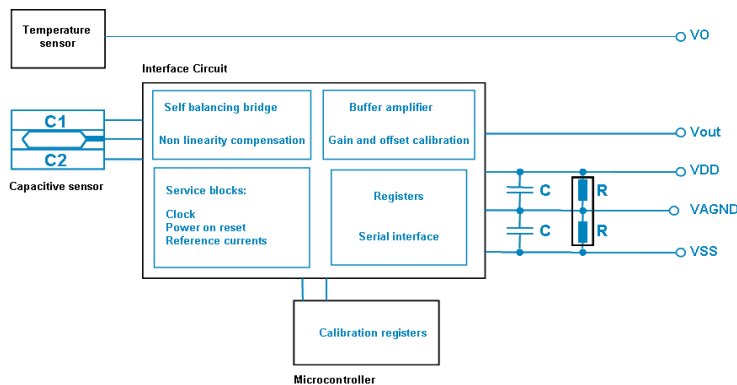 Temperature
sensor
VO
Interface Circuit
Self balancing bridge
Non linearity compensation
Buffer amplifier
Gain and offset calibration
C1
C2
Capacitive sensor
Vout
VDD
Service blocks:
Clock
Power on reset
Reference currents
Registers
Serial interface
C
R
VAGND
C
R
VSS
Calibration registers
Microcontroller